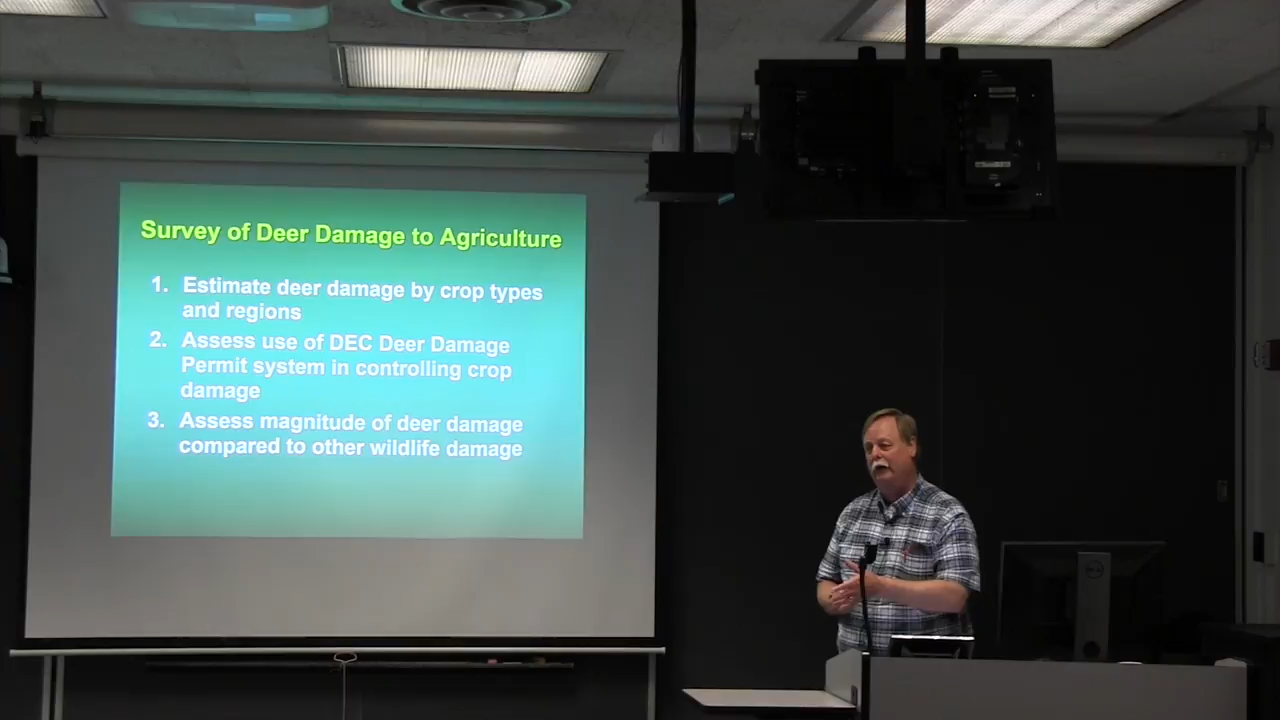 Survey of Deer Damage to Agriculture
1. Estimate deer damage by crop types
and regions
2. Assess use of DEC Deer Damage
Permit system in controlling crop
damage
3. Assess magnitude of deer damage
compared to other wildlife damage
DELL